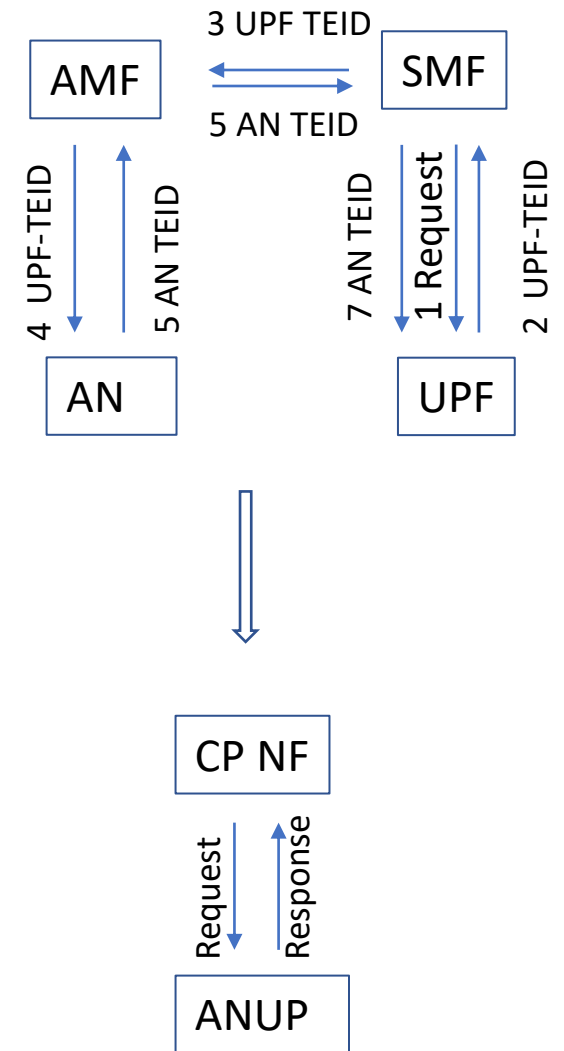 3 UPF TEID
AMF
SMF
5 AN TEID
4 UPF-TEID
5 AN TEID
7 AN TEID
1 Request
2 UPF-TEID
AN
UPF
CP NF
Request
Response
ANUP